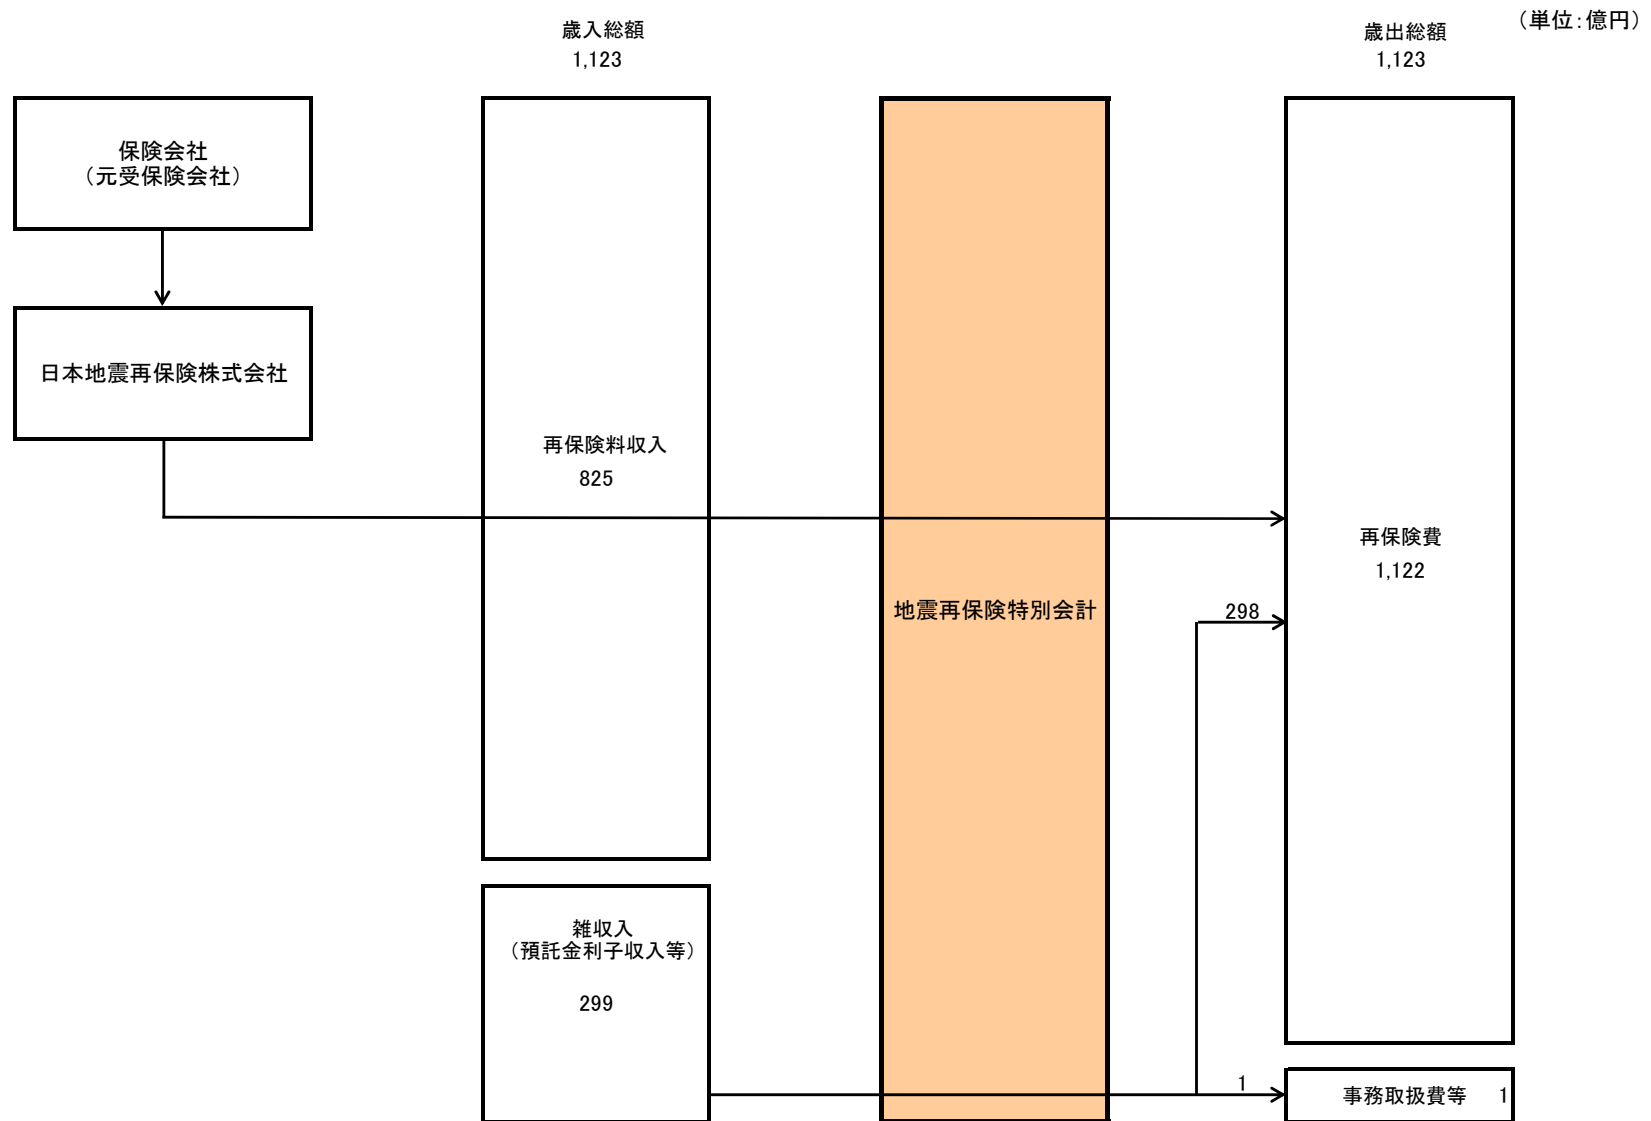 （単位：億円）
歳入総額
1,123
歳出総額
1,123
保険会社
（元受保険会社）
日本地震再保険株式会社
再保険料収入
825
再保険費
1,122
地震再保険特別会計
298
雑収入
（預託金利子収入等）
299
1
事務取扱費等 1